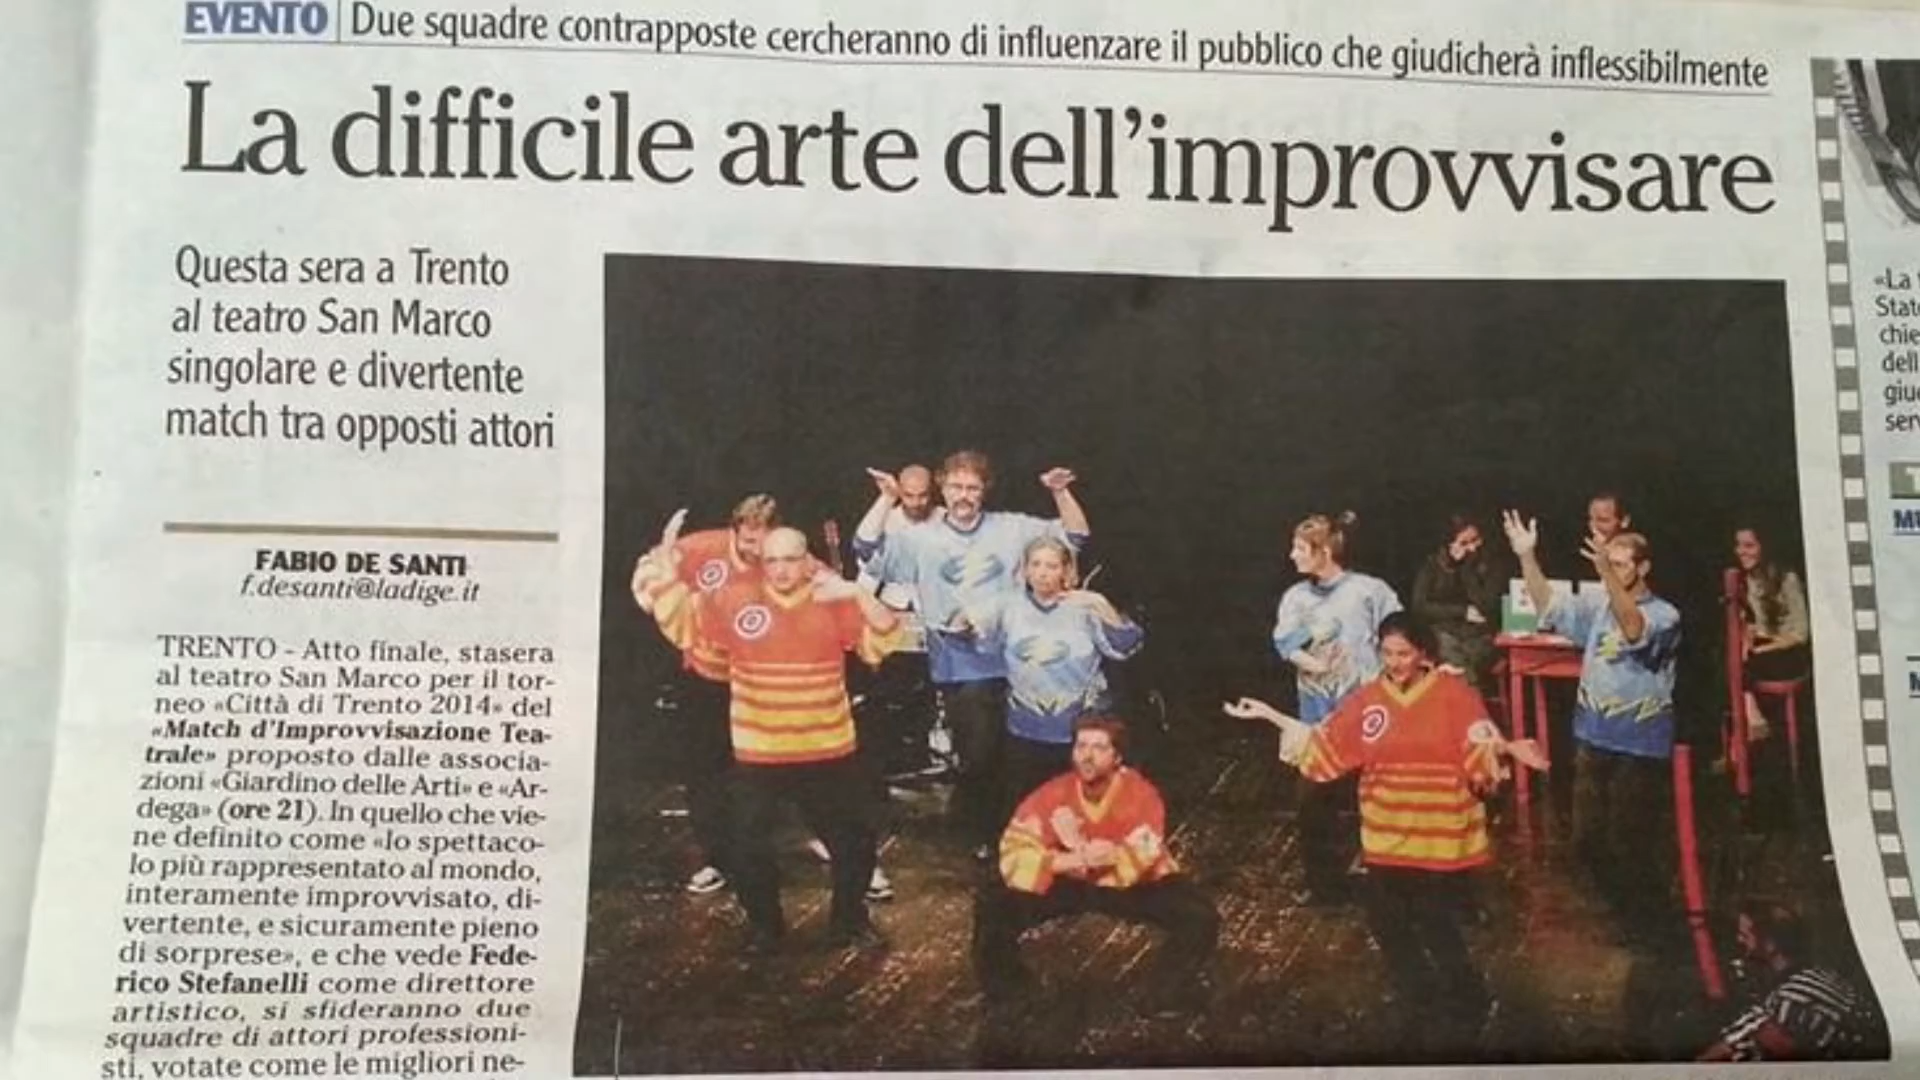 EVENTO Due squadre contrapposte cercheranno di influenzare il pubblico che giudicherà inflessibilmente
La difficile arte dell'improvvisare
Questa sera a Trento
al teatro San Marco
singolare e divertente
match tra opposti attori
FABIO DE SANTI
f.desanti@ladige.it
TRENTO - Atto finale, stasera
al teatro San Marco per il tor-
neo «Città di Trento 2014» del
«Match d'Improvvisazione Tea-
trale» proposto dalle associa-
zioni «Giardino delle Arti» e «Ar-
dega» (ore 21). In quello che vie-
ne definito come «lo spettaco-
lo più rappresentato al mondo,
interamente improvvisato, di-
vertente, e sicuramente pieno
di sorprese», e che vede Fede-
rico Stefanelli come direttore
artistico, si sfideranno due
squadre di attori professioni-
sti, votate come le migliori ne-
«La